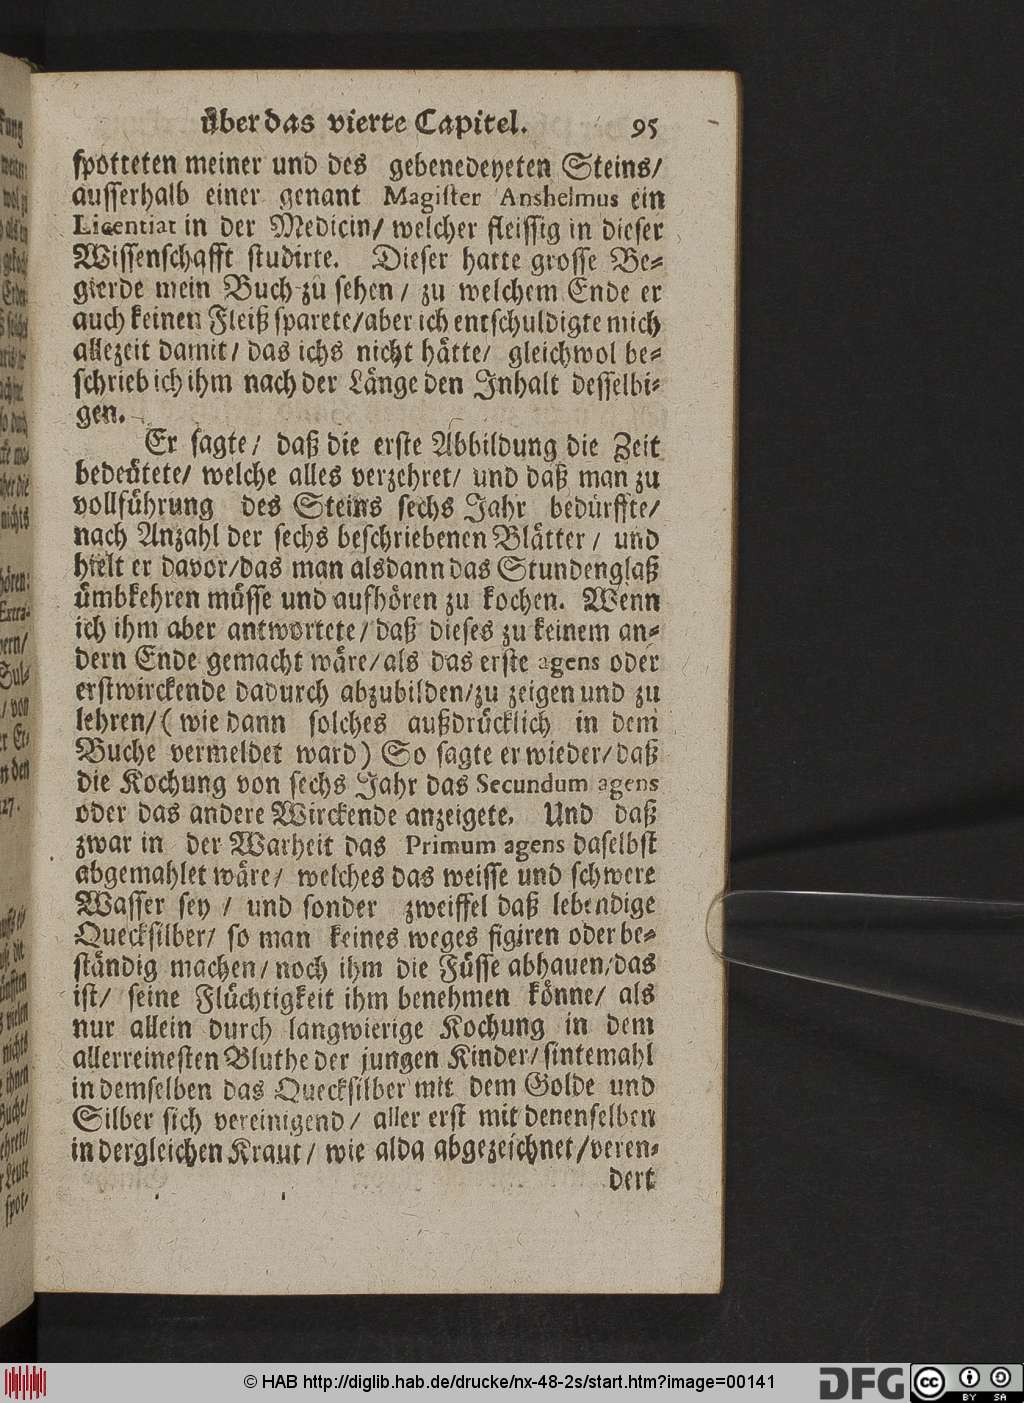 über das vierte Capitel. 95
spotteten meiner und des gebenedeyeten Steins/
ausserhalb einer genant Magister Anshelmus ein
Licentiat in der Medicin/ welcher fleissig in dieser
Wissenschafft studirte. Dieser hatte grosse Be-
gierde mein Buch zu sehen/ zu welchem Ende er
auch keinen Fleiß sparete/aber ich entschuldigte mich
allezeit damit/ das ichs nicht hätte/ gleichwol be-
schrieb ich ihm nach der Länge den Inhalt desselbi-
gen.
Er sagte/ daß die erste Abbildung die Zeit
bedeütete/ welche alles verzehret/ und daß man zu
vollführung des Steins sechs Jahr bedürffte/
nach Anzahl der sechs beschriebenen Blätter/ und
hielt er davor/das man alsdann das Stundenglaß
ümbkehren müsse und aufhören zu kochen. Wenn
ich ihm aber antwortete/ daß dieses zu keinem an-
dern Ende gemacht wäre/als das erste agens oder
erstwirckende dadurch abzubilden/zu zeigen und zu
lehren/(wie dann solches außdrücklich in dem
Buche vermeldet ward) So sagte er wieder/daß
die Kochung von sechs Jahr das Secundum agens
oder das andere Wirckende anzeigete. Und daß
zwar in der Warheit das Primum agens daselbst
abgemahlet wäre/ welches das weisse und schwere
Wasser sey/ und sonder zweiffel daß lebendige
Quecksilber/ so man keines weges figiren oder be-
ständig machen/noch ihm die Füsse abhauen/das
ist/ seine Flüchtigkeit ihm benehmen könne/ als
nur allein durch langwierige Kochung in dem
allerreinesten Bluthe der jungen Kinder/sintemahl
in demselben das Quecksilber mit dem Golde und
Silber sich vereinigend/ aller erst mit denenselben
in dergleichen Kraut/ wie alda abgezeichnet/veren-
dert
© HAB http://diglib.hab.de/drucke/nx-48-2s/start.htm?image=00141
DFG
cc BY SA